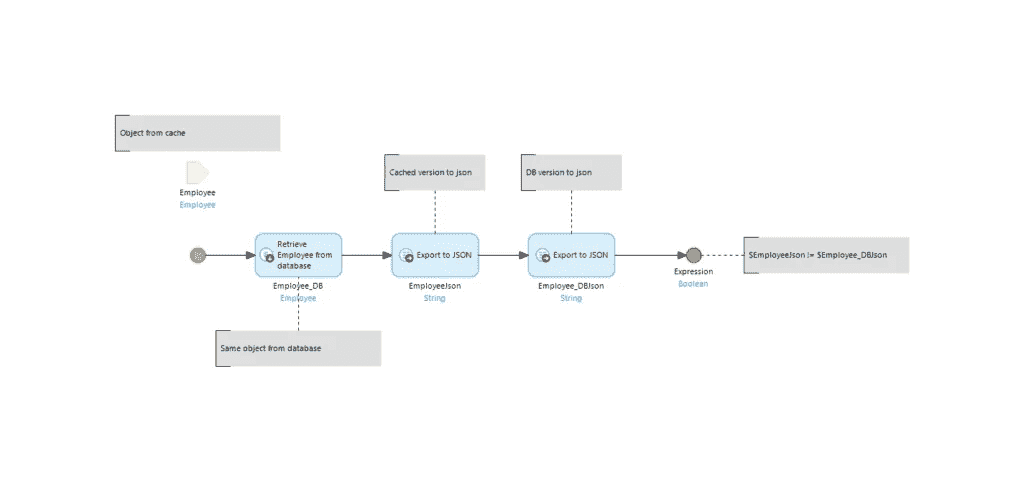 Object from cache
Employee
Employee
Cached version to json
DB version to json
Retrieve
Employee from
database
Employee_DB
Employee
Export to JSON
EmployeeJson
String
Export to JSON
Employee_DBJson
String
Expression
Boolean
$EmployeeJson != $Employee_DBJson
Same object from database